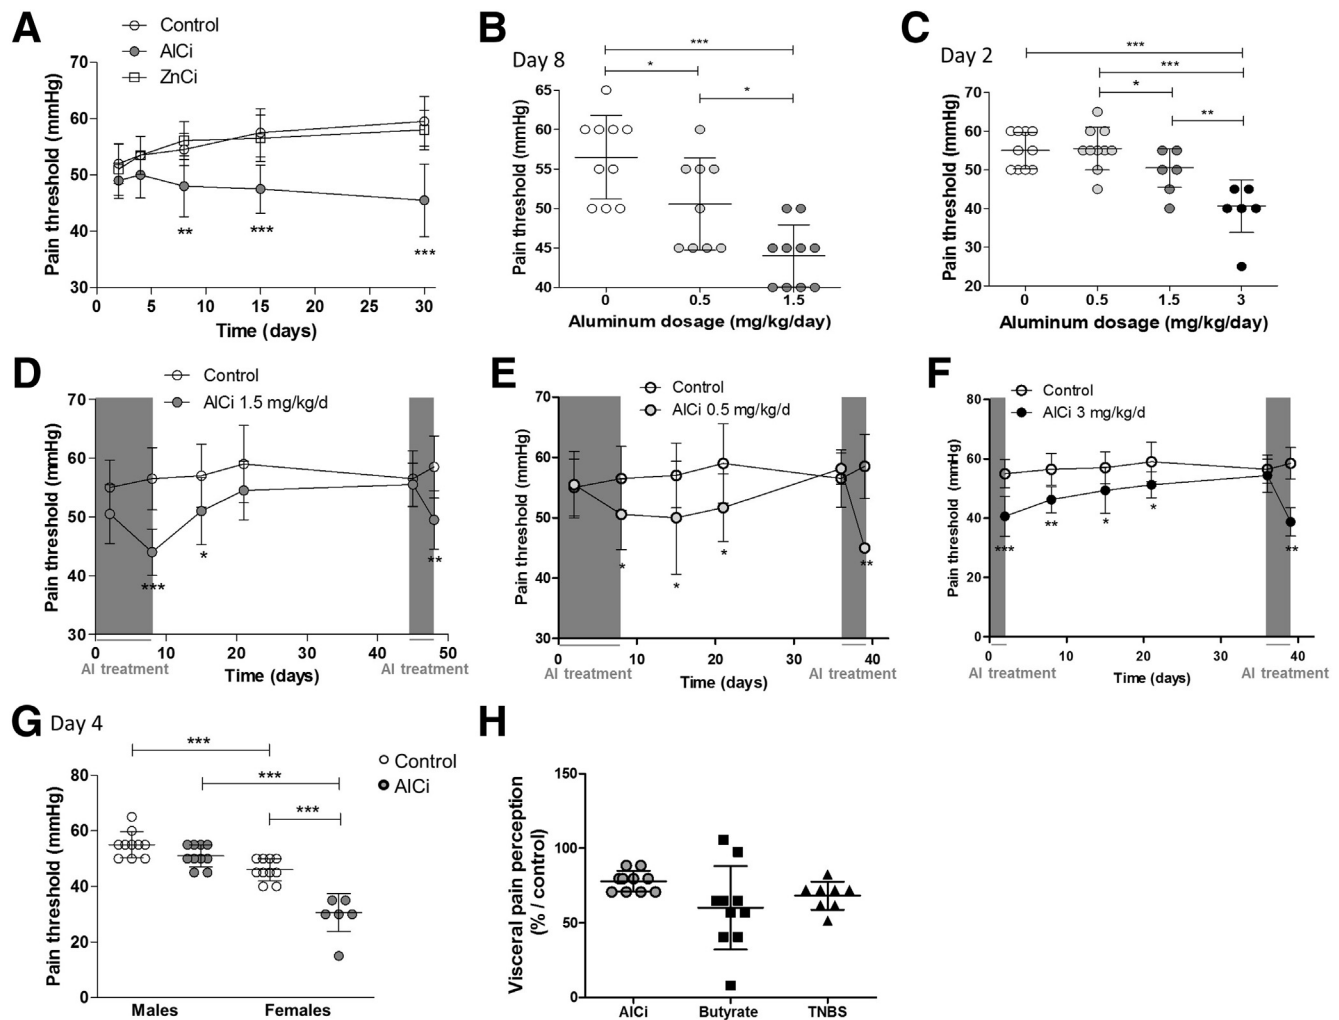 A
Control
AlCi
ZnCi
Pain threshold (mmHg)
70
60
50
40
30
** *** ***
0 5 10 15 20 25 30
Time (days)
B
Day 8
***
*
*
Pain threshold (mmHg)
65
60
55
50
45
40
0 0.5 1.5
Aluminum dosage (mg/kg/day)
C
Day 2
***
***
*
**
Pain threshold (mmHg)
70
60
50
40
30
20
0 0.5 1.5 3
Aluminum dosage (mg/kg/day)
D
Control
AlCi 1.5 mg/kg/d
Pain threshold (mmHg)
70
60
50
40
30
*** * **
0 10 20 30 40 50
Al treatment Al treatment
Time (days)
E
Control
AlCi 0.5 mg/kg/d
Pain threshold (mmHg)
70
60
50
40
30
* * * **
0 10 20 30 40
Al treatment Al treatment
Time (days)
F
Control
AlCi 3 mg/kg/d
Pain threshold (mmHg)
80
60
40
20
0
*** ** * * **
0 10 20 30 40
Al treatment Al treatment
Time (days)
G
Day 4
***
***
***
Control
AlCi
Pain threshold (mmHg)
80
60
40
20
0
Males Females
H
Visceral pain perception
(% / control)
150
100
50
0
AlCi Butyrate TNBS